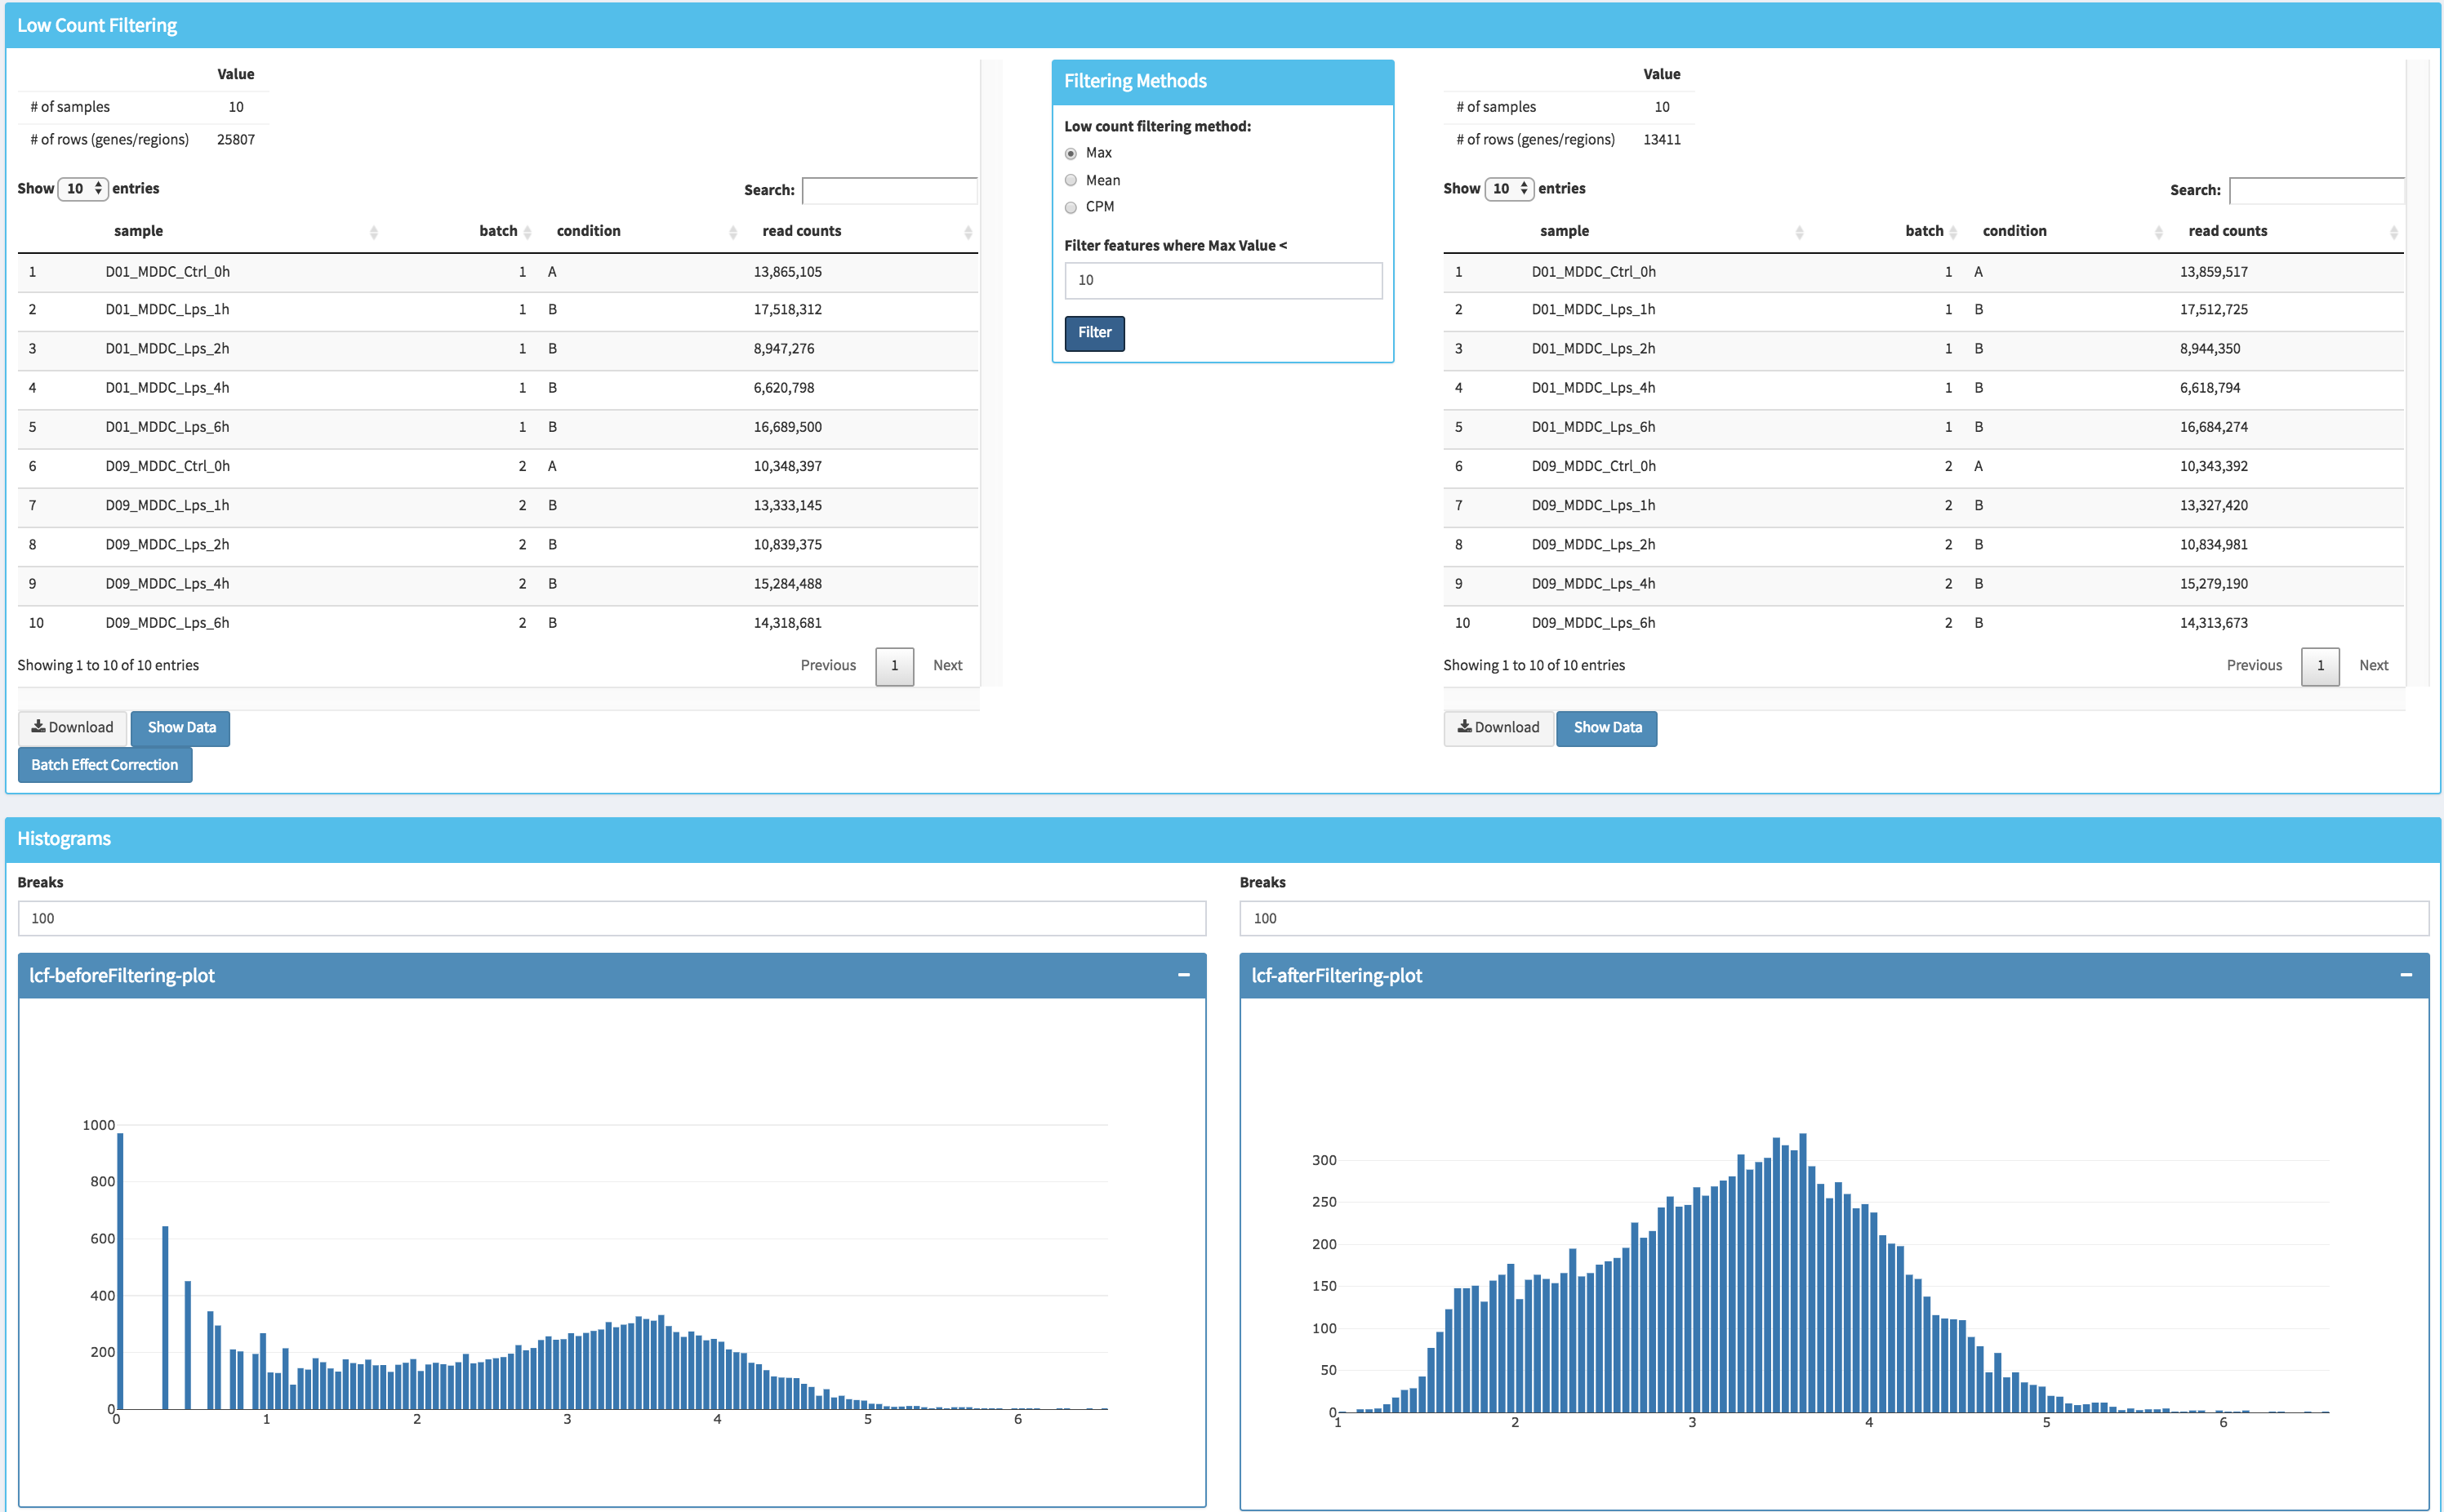 Low Count Filtering
Value
# of samples 10
# of rows (genes/regions) 25807
Show 10 entries
Search:
sample batch condition read counts
1 D01_MDDC_Ctrl_0h 1 A 13,865,105
2 D01_MDDC_Lps_1h 1 B 17,518,312
3 D01_MDDC_Lps_2h 1 B 8,947,276
4 D01_MDDC_Lps_4h 1 B 6,620,798
5 D01_MDDC_Lps_6h 1 B 16,689,500
6 D09_MDDC_Ctrl_0h 2 A 10,348,397
7 D09_MDDC_Lps_1h 2 B 13,333,145
8 D09_MDDC_Lps_2h 2 B 10,839,375
9 D09_MDDC_Lps_4h 2 B 15,284,488
10 D09_MDDC_Lps_6h 2 B 14,318,681
Showing 1 to 10 of 10 entries
Previous 1 Next
Download Show Data
Batch Effect Correction
Filtering Methods
Low count filtering method:
Max
Mean
CPM
Filter features where Max Value <
10
Filter
Value
# of samples 10
# of rows (genes/regions) 13411
Show 10 entries
Search:
sample batch condition read counts
1 D01_MDDC_Ctrl_0h 1 A 13,859,517
2 D01_MDDC_Lps_1h 1 B 17,512,725
3 D01_MDDC_Lps_2h 1 B 8,944,350
4 D01_MDDC_Lps_4h 1 B 6,618,794
5 D01_MDDC_Lps_6h 1 B 16,684,274
6 D09_MDDC_Ctrl_0h 2 A 10,343,392
7 D09_MDDC_Lps_1h 2 B 13,327,420
8 D09_MDDC_Lps_2h 2 B 10,834,981
9 D09_MDDC_Lps_4h 2 B 15,279,190
10 D09_MDDC_Lps_6h 2 B 14,313,673
Showing 1 to 10 of 10 entries
Previous 1 Next
Download Show Data
Histograms
Breaks
100
lcf-beforeFiltering-plot
1000
800
600
400
200
0
0 1 2 3 4 5 6
Breaks
100
lcf-afterFiltering-plot
300
250
200
150
100
50
0
1 2 3 4 5 6